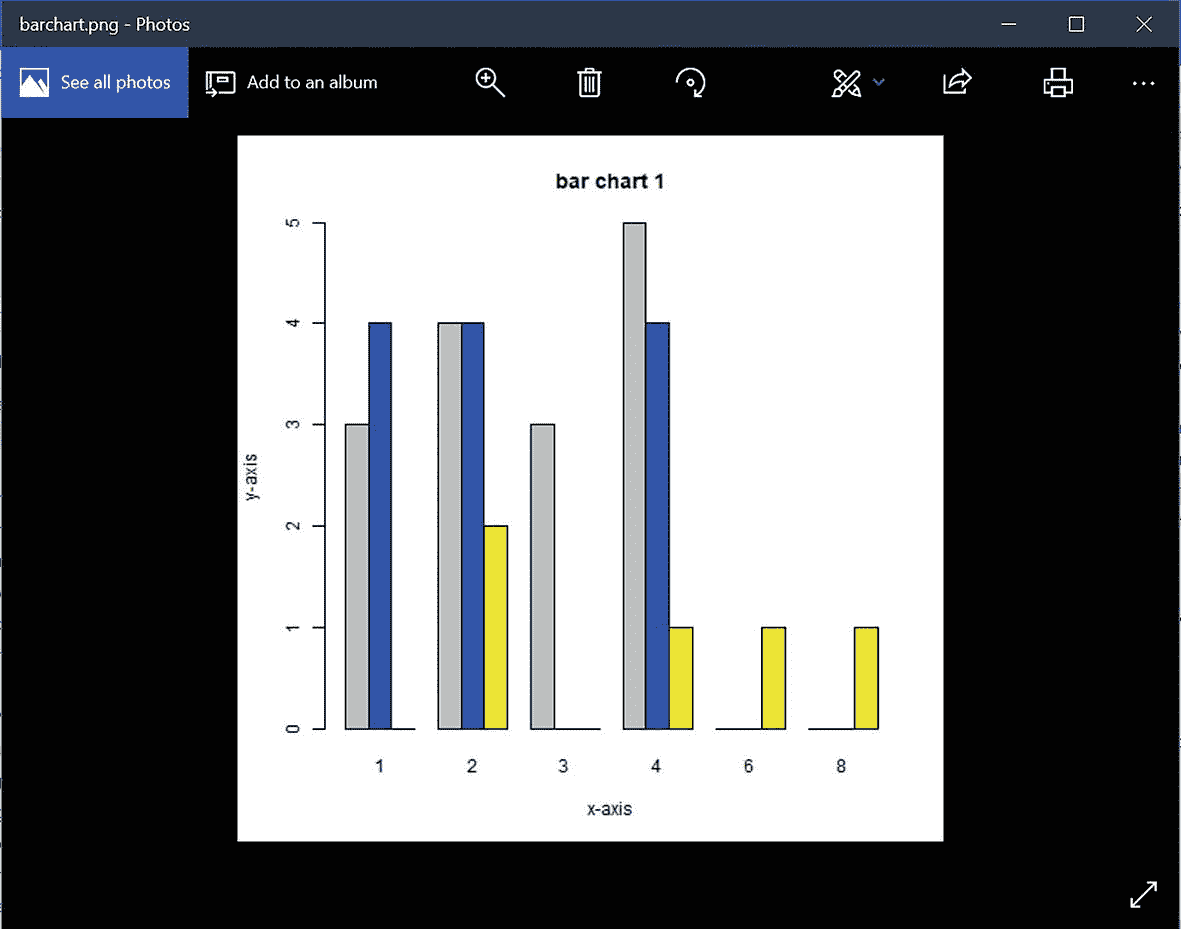 barchart.png - Photos
See all photos
Add to an album
bar chart 1
5
4
3
2
1
0
y-axis
1 2 3 4 6 8
x-axis